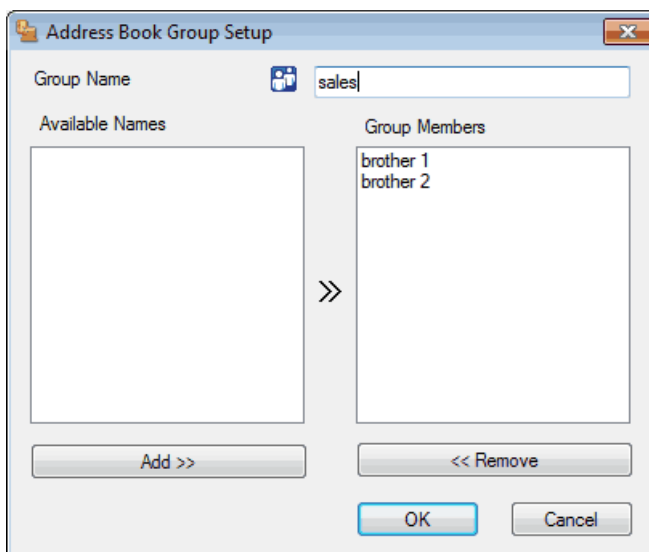 Address Book Group Setup
Group Name
sales
Available Names
Group Members
brother 1
brother 2
Add >>
<< Remove
OK
Cancel